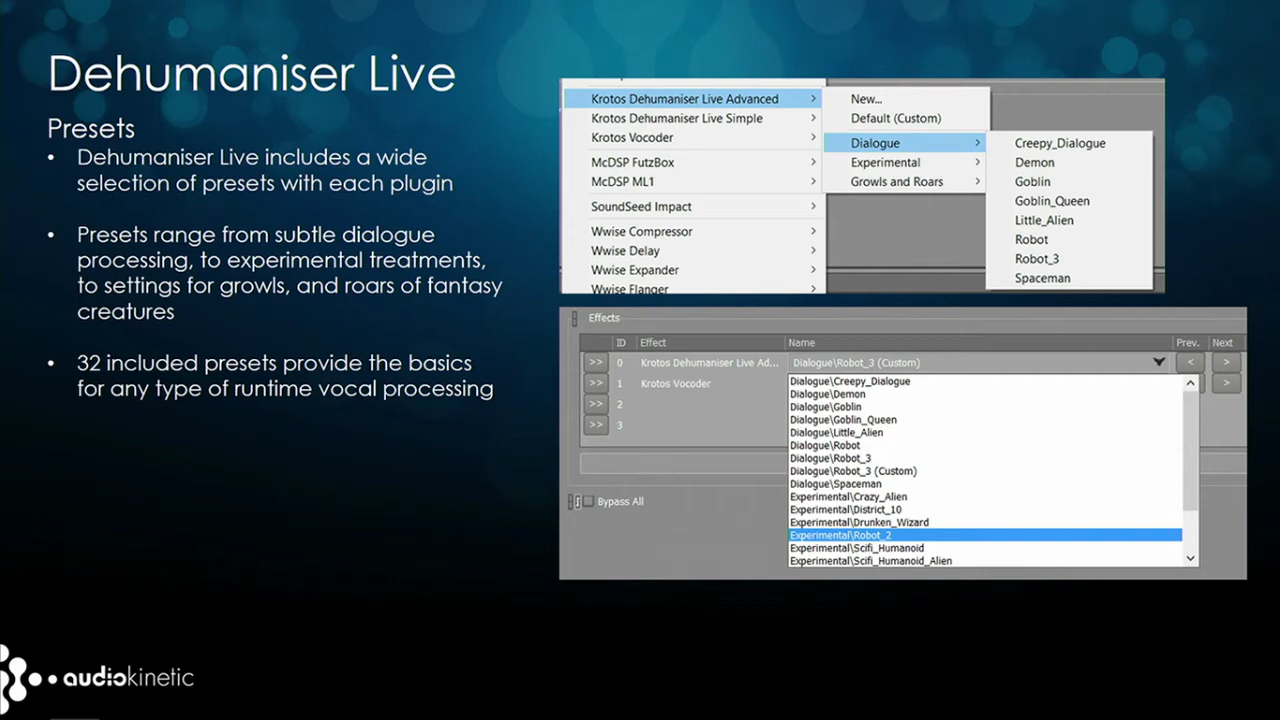 Dehumaniser Live
Presets
• Dehumaniser Live includes a wide
selection of presets with each plugin
• Presets range from subtle dialogue
processing, to experimental treatments,
to settings for growls, and roars of fantasy
creatures
• 32 included presets provide the basics
for any type of runtime vocal processing
Krotos Dehumaniser Live Advanced >
Krotos Dehumaniser Live Simple >
Krotos Vocoder >
McDSP FutzBox >
McDSP ML1 >
SoundSeed Impact >
Wwise Compressor >
Wwise Delay >
Wwise Expander >
Wwise Flanger >
New...
Default (Custom)
Dialogue >
Experimental >
Growls and Roars >
Creepy_Dialogue
Demon
Goblin
Goblin_Queen
Little_Alien
Robot
Robot_3
Spaceman
Effects
ID Effect Name Prev. Next
>> 0 Krotos Dehumaniser Live Ad... Dialogue\Robot_3 (Custom) < >
>> 1 Krotos Vocoder >
>> 2
>> 3
Dialogue\Creepy_Dialogue
Dialogue\Demon
Dialogue\Goblin
Dialogue\Goblin_Queen
Dialogue\Little_Alien
Dialogue\Robot
Dialogue\Robot_3
Dialogue\Robot_3 (Custom)
Dialogue\Spaceman
Experimental\Crazy_Alien
Experimental\District_10
Experimental\Drunken_Wizard
Experimental\Robot_2
Experimental\Scifi_Humanoid
Experimental\Scifi_Humanoid_Alien
Bypass All
audiokinetic